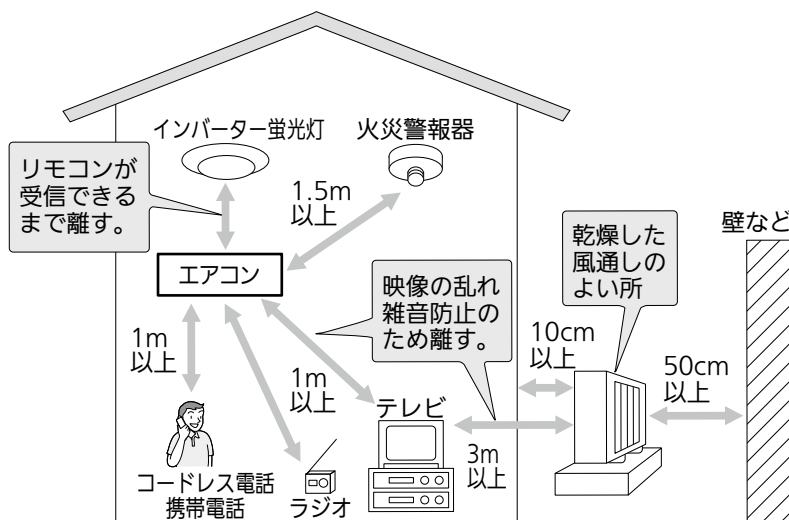 インバーター蛍光灯
火災警報器
リモコンが
受信できる
まで離す。
1.5m
以上
壁など
乾燥した
風通しの
よい所
エアコン
映像の乱れ
雑音防止の
ため離す。
1m
以上
1m
以上
10cm
以上
50cm
以上
テレビ
3m
以上
コードレス電話
携帯電話
ラジオ